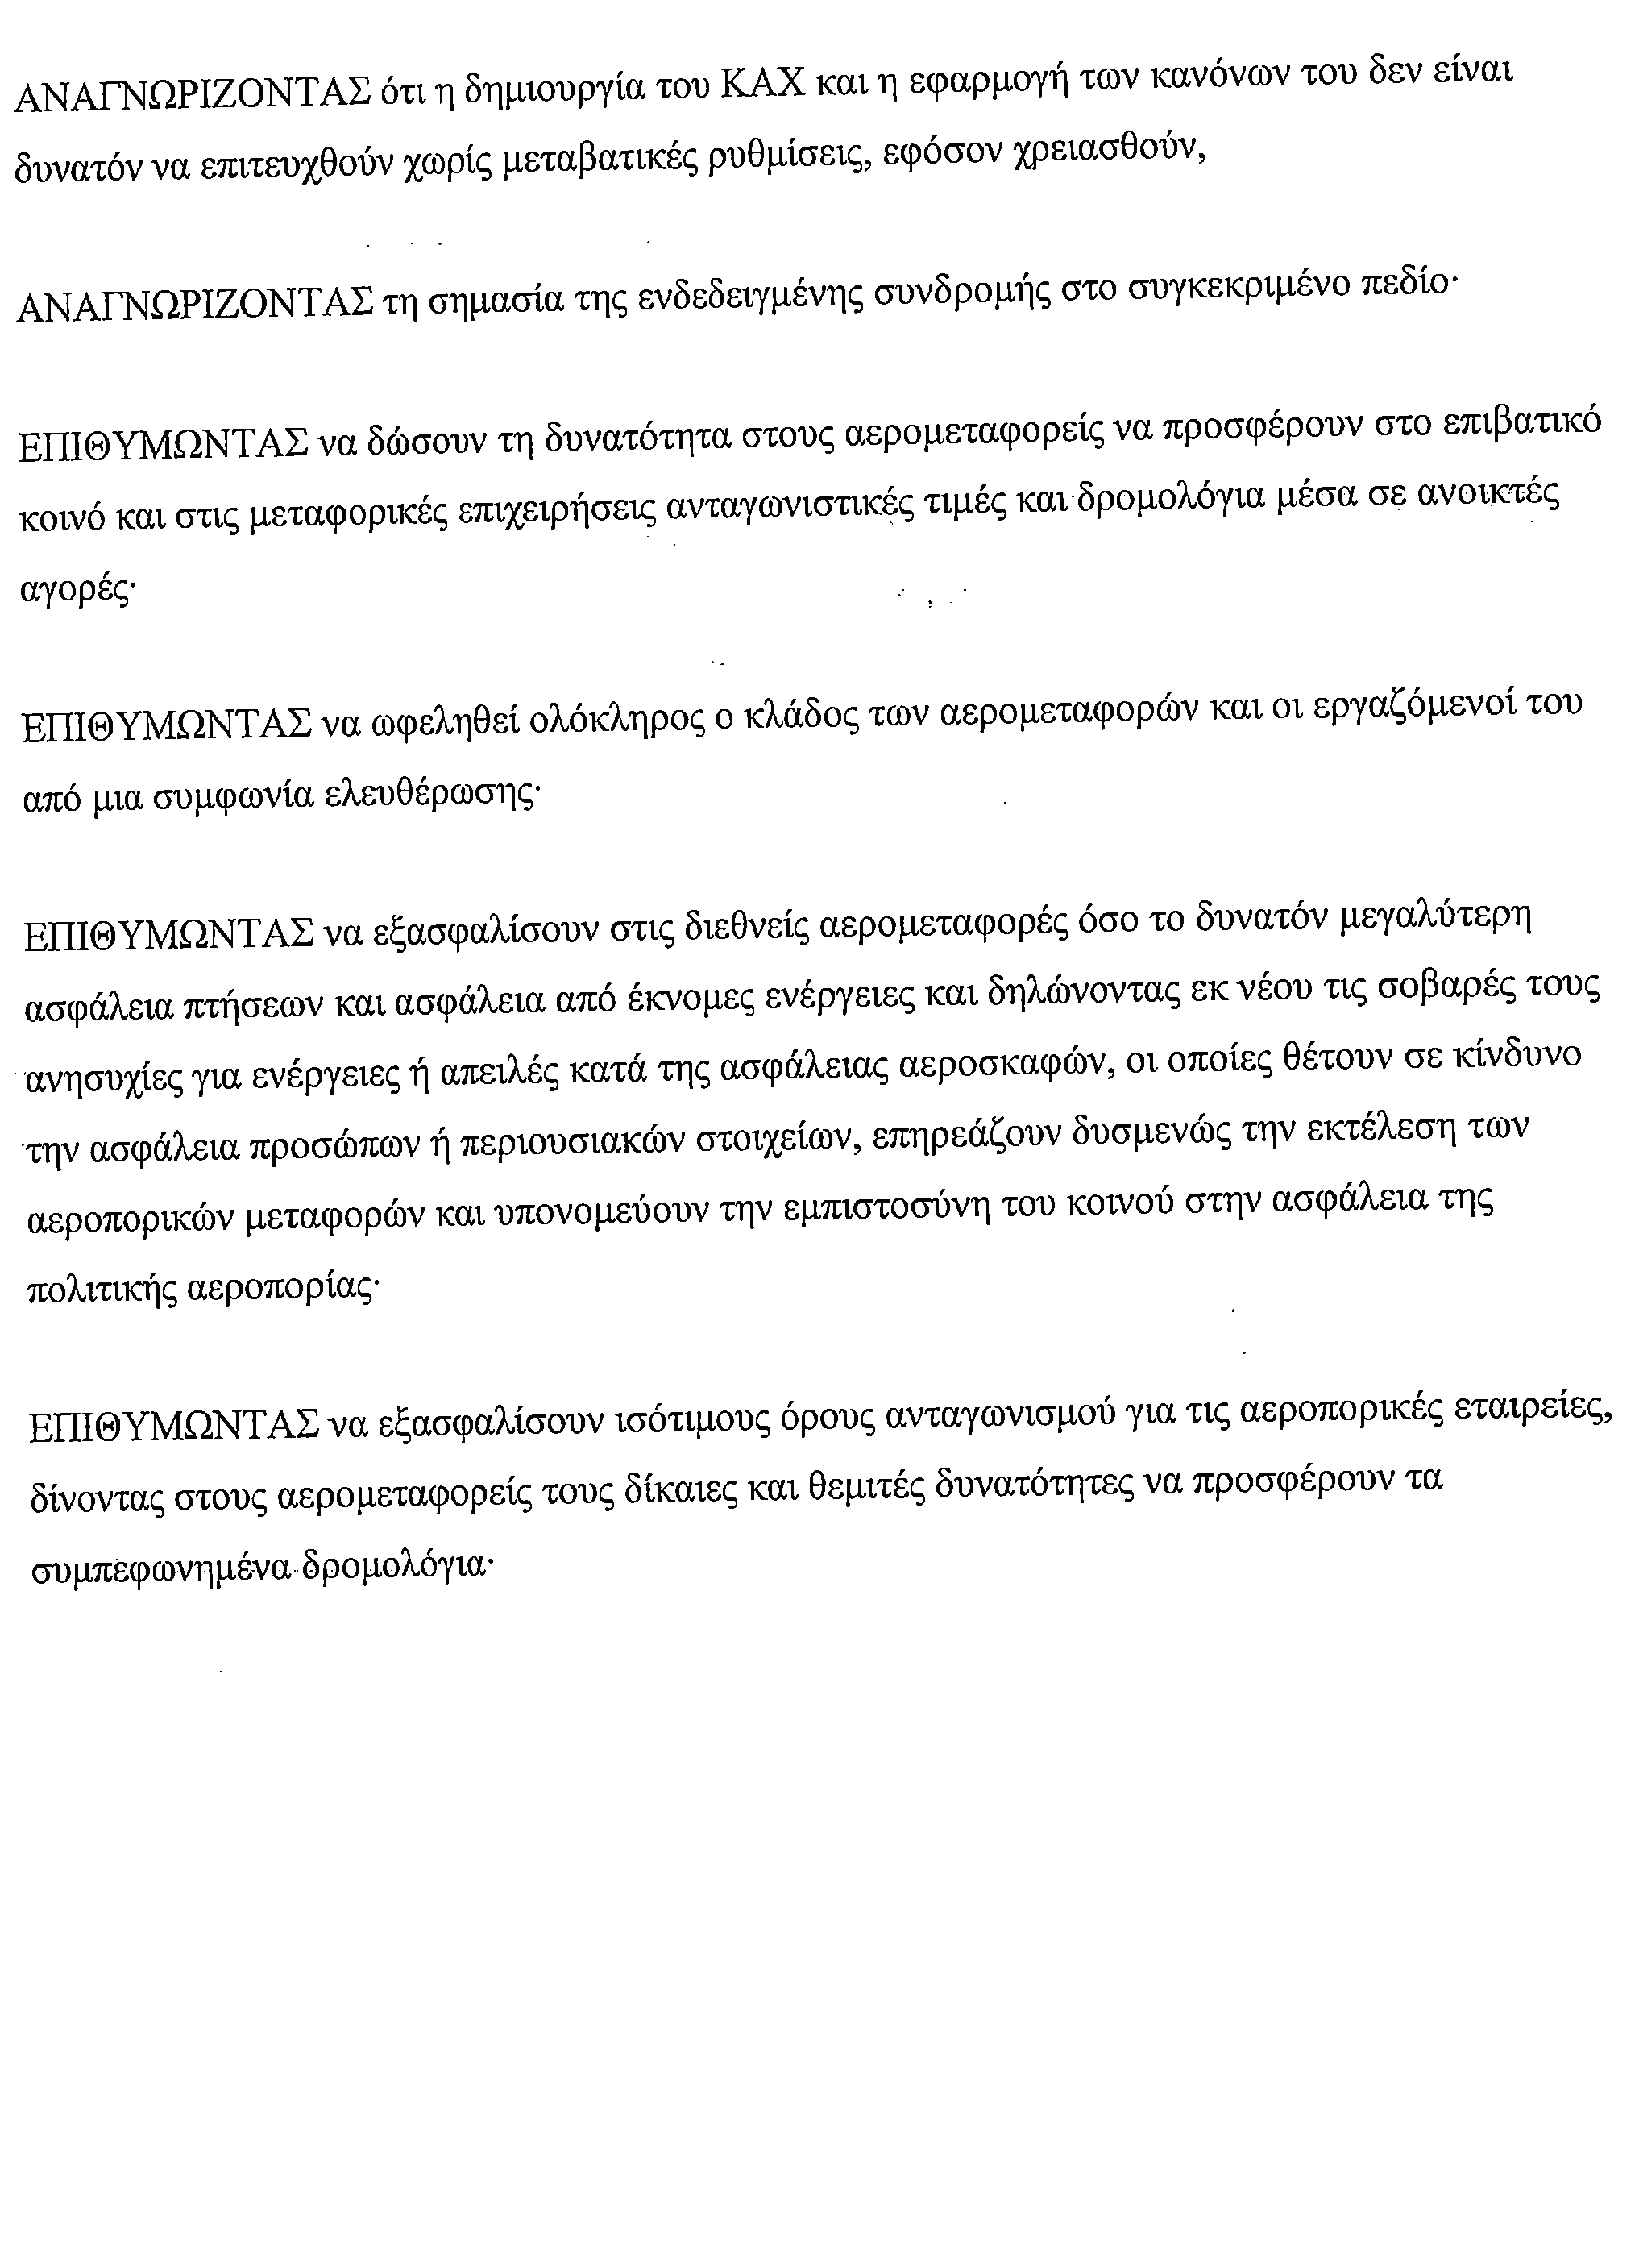 ΑΝΑΓΝΩΡΙΖΟΝΤΑΣ ότι η δημιουργία του ΚΑΧ και η εφαρμογή των κανόνων του δεν είναι
δυνατόν να επιτευχθούν χωρίς μεταβατικές ρυθμίσεις, εφόσον χρειασθούν,
ΑΝΑΓΝΩΡΙΖΟΝΤΑΣ τη σημασία της ενδεδειγμένης συνδρομής στο συγκεκριμένο πεδίο·
ΕΠΙΘΥΜΩΝΤΑΣ να δώσουν τη δυνατότητα στους αερομεταφορείς να προσφέρουν στο επιβατικό
κοινό και στις μεταφορικές επιχειρήσεις ανταγωνιστικές τιμές και δρομολόγια μέσα σε ανοικτές
αγορές·
ΕΠΙΘΥΜΩΝΤΑΣ να ωφεληθεί ολόκληρος ο κλάδος των αερομεταφορών και οι εργαζόμενοί του
από μια συμφωνία ελευθέρωσης·
ΕΠΙΘΥΜΩΝΤΑΣ να εξασφαλίσουν στις διεθνείς αερομεταφορές όσο το δυνατόν μεγαλύτερη
ασφάλεια πτήσεων και ασφάλεια από έκνομες ενέργειες και δηλώνοντας εκ νέου τις σοβαρές τους
ανησυχίες για ενέργειες ή απειλές κατά της ασφάλειας αεροσκαφών, οι οποίες θέτουν σε κίνδυνο
την ασφάλεια προσώπων ή περιουσιακών στοιχείων, επηρεάζουν δυσμενώς την εκτέλεση των
αεροπορικών μεταφορών και υπονομεύουν την εμπιστοσύνη του κοινού στην ασφάλεια της
πολιτικής αεροπορίας·
ΕΠΙΘΥΜΩΝΤΑΣ να εξασφαλίσουν ισότιμους όρους ανταγωνισμού για τις αεροπορικές εταιρείες,
δίνοντας στους αερομεταφορείς τους δίκαιες και θεμιτές δυνατότητες να προσφέρουν τα
συμπεφωνημένα δρομολόγια·